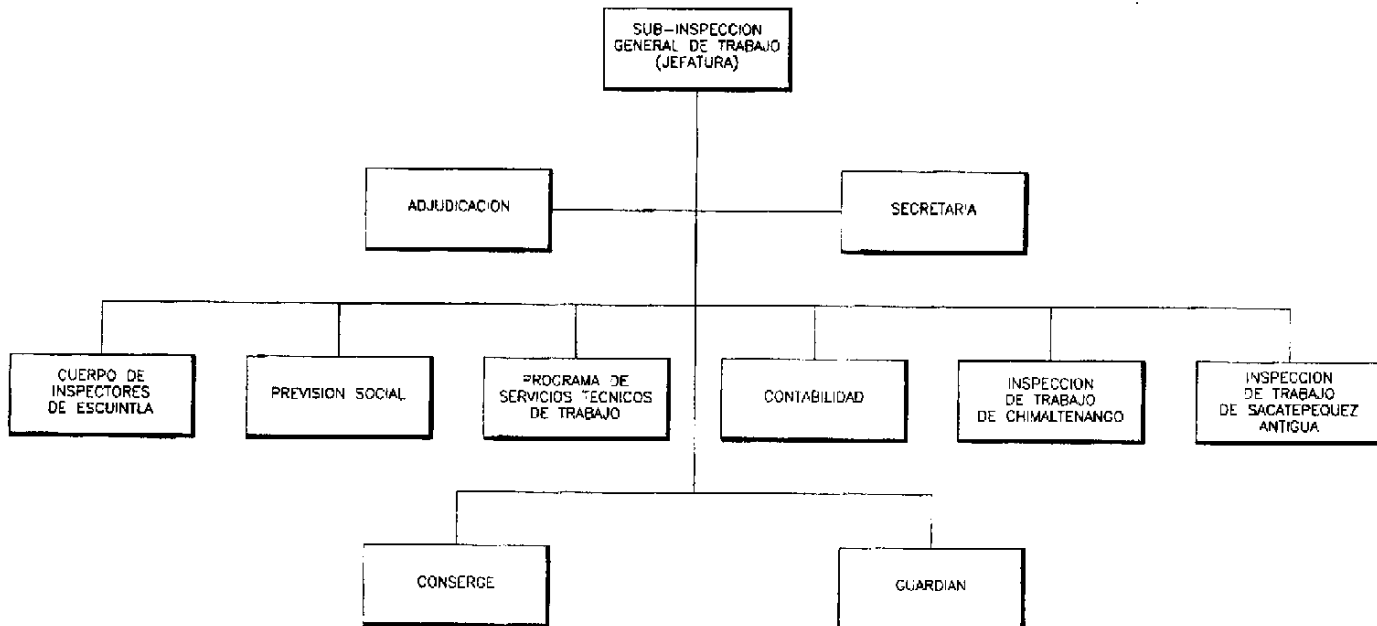 SUB-INSPECCION
GENERAL DE TRABAJO
(JEFATURA)
ADJUDICACION
SECRETARIA
CUERPO DE
INSPECTORES
DE ESCUINTLA
PREVISION SOCIAL
PROGRAMA DE
SERVICIOS TECNICOS
DE TRABAJO
CONTABILIDAD
INSPECCION
DE TRABAJO
DE CHIMALTENANGO
INSPECCION
DE TRABAJO
DE SACATEPEQUEZ
ANTIGUA
CONSERGE
GUARDIAN